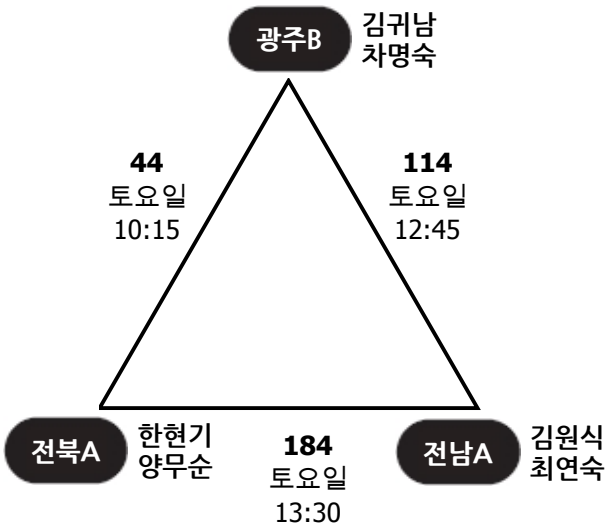 광주B
김귀남
차명숙
44
토요일
10:15
114
토요일
12:45
전북A
한현기
양무순
184
토요일
13:30
전남A
김원식
최연숙